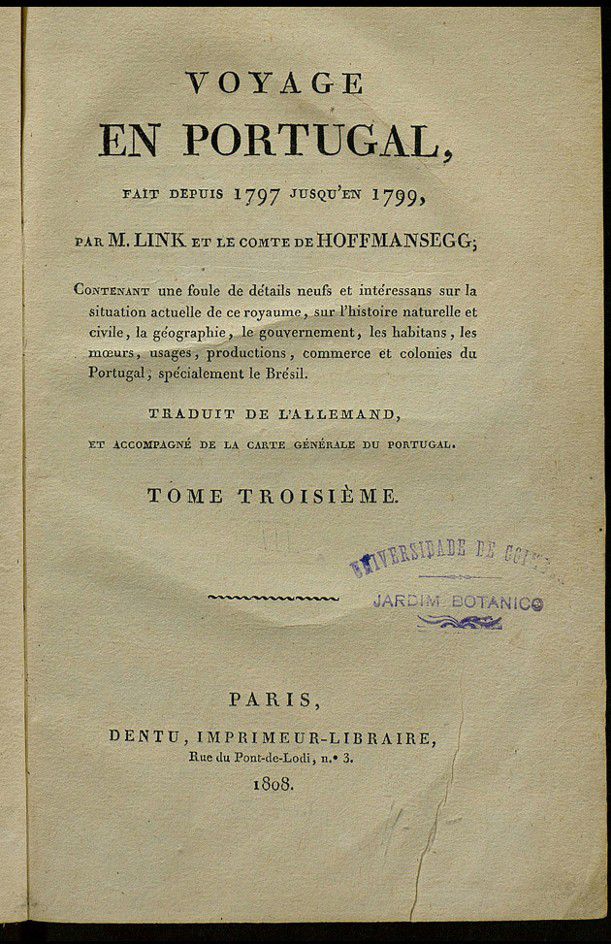 VOYAGE
EN PORTUGAL,
FAIT DEPUIS 1797 JUSQU'EN 1799,
PAR M. LINK ET LE COMTE DE HOFFMANSEGG;
CONTENANT une foule de détails neufs et intéressans sur la
situation actuelle de ce royaume, sur l'histoire naturelle et
civile, la géographie, le gouvernement, les habitans, les
mœurs, usages, productions, commerce et colonies du
Portugal, spécialement le Brésil.
TRADUIT DE L'ALLEMAND,
ET ACCOMPAGNÉ DE LA CARTE GÉNÉRALE DU PORTUGAL.
TOME TROISIÈME.
UNIVERSIDADE DE
JARDIM BOTANICO
PARIS,
DENTU, IMPRIMEUR-LIBRAIRE,
Rue du Pont-de-Lodi, n.° 3.
1808.